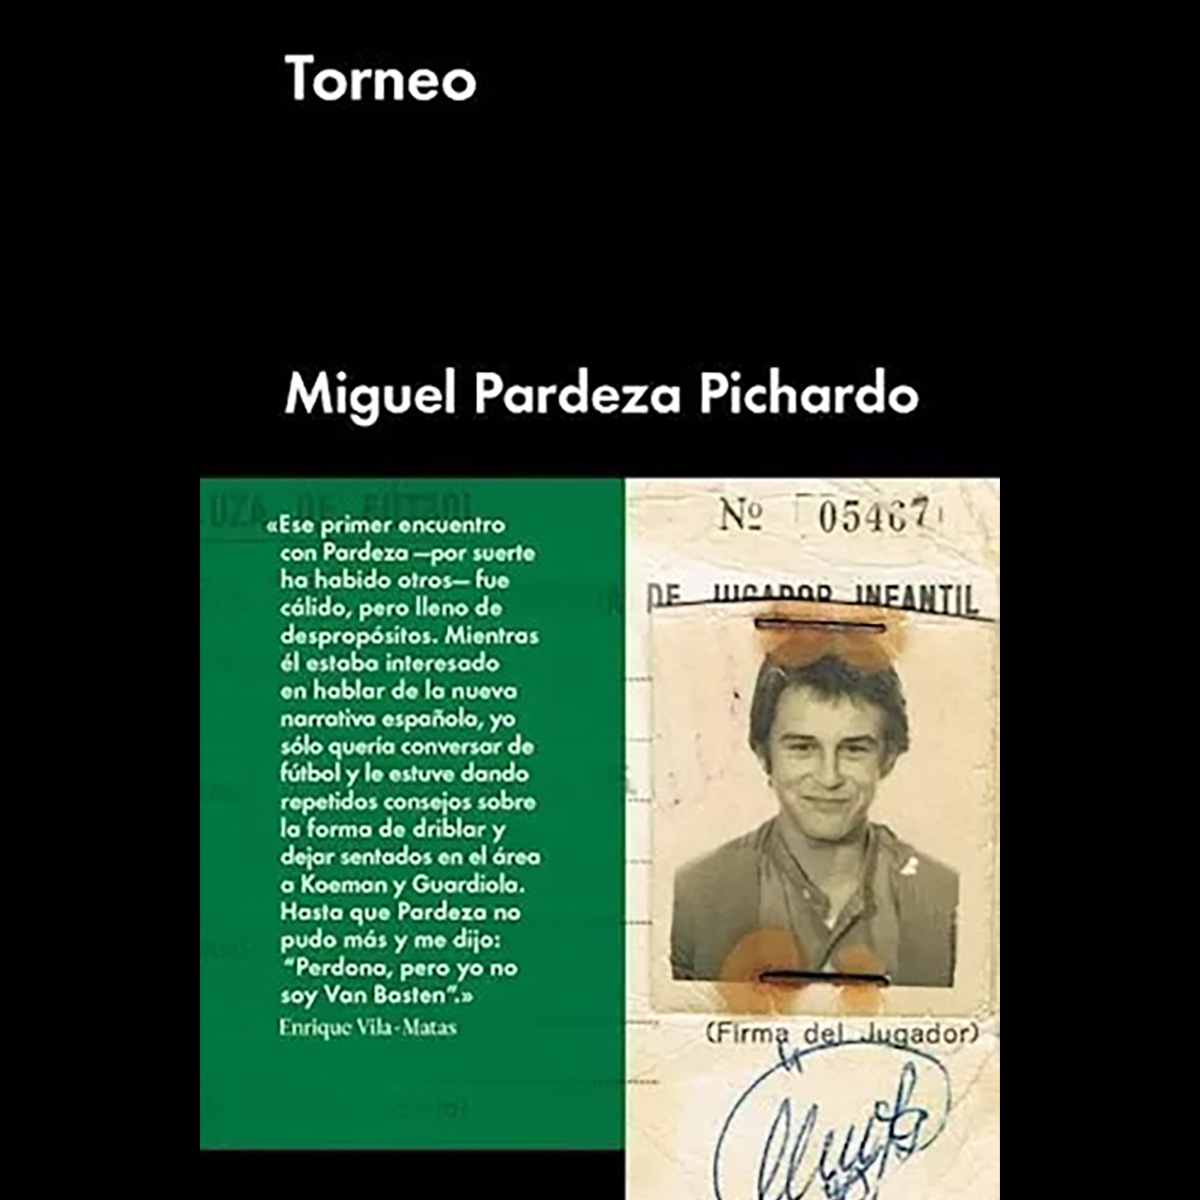 Torneo
Miguel Pardeza Pichardo
UZA DE FÚTBOL
«Ese primer encuentro
con Pardeza —por suerte
ha habido otros— fue
cálido, pero lleno de
despropósitos. Mientras
él estaba interesado
en hablar de la nueva
narrativa española, yo
sólo quería conversar de
fútbol y le estuve dando
repetidos consejos sobre
la forma de driblar y
dejar sentados en el área
a Koeman y Guardiola.
Hasta que Pardeza no
pudo más y me dijo:
“Perdona, pero yo no
soy Van Basten”.»
Enrique Vila-Matas
Nº 05467
DE JUGADOR INFANTIL
(Firma del Jugador)